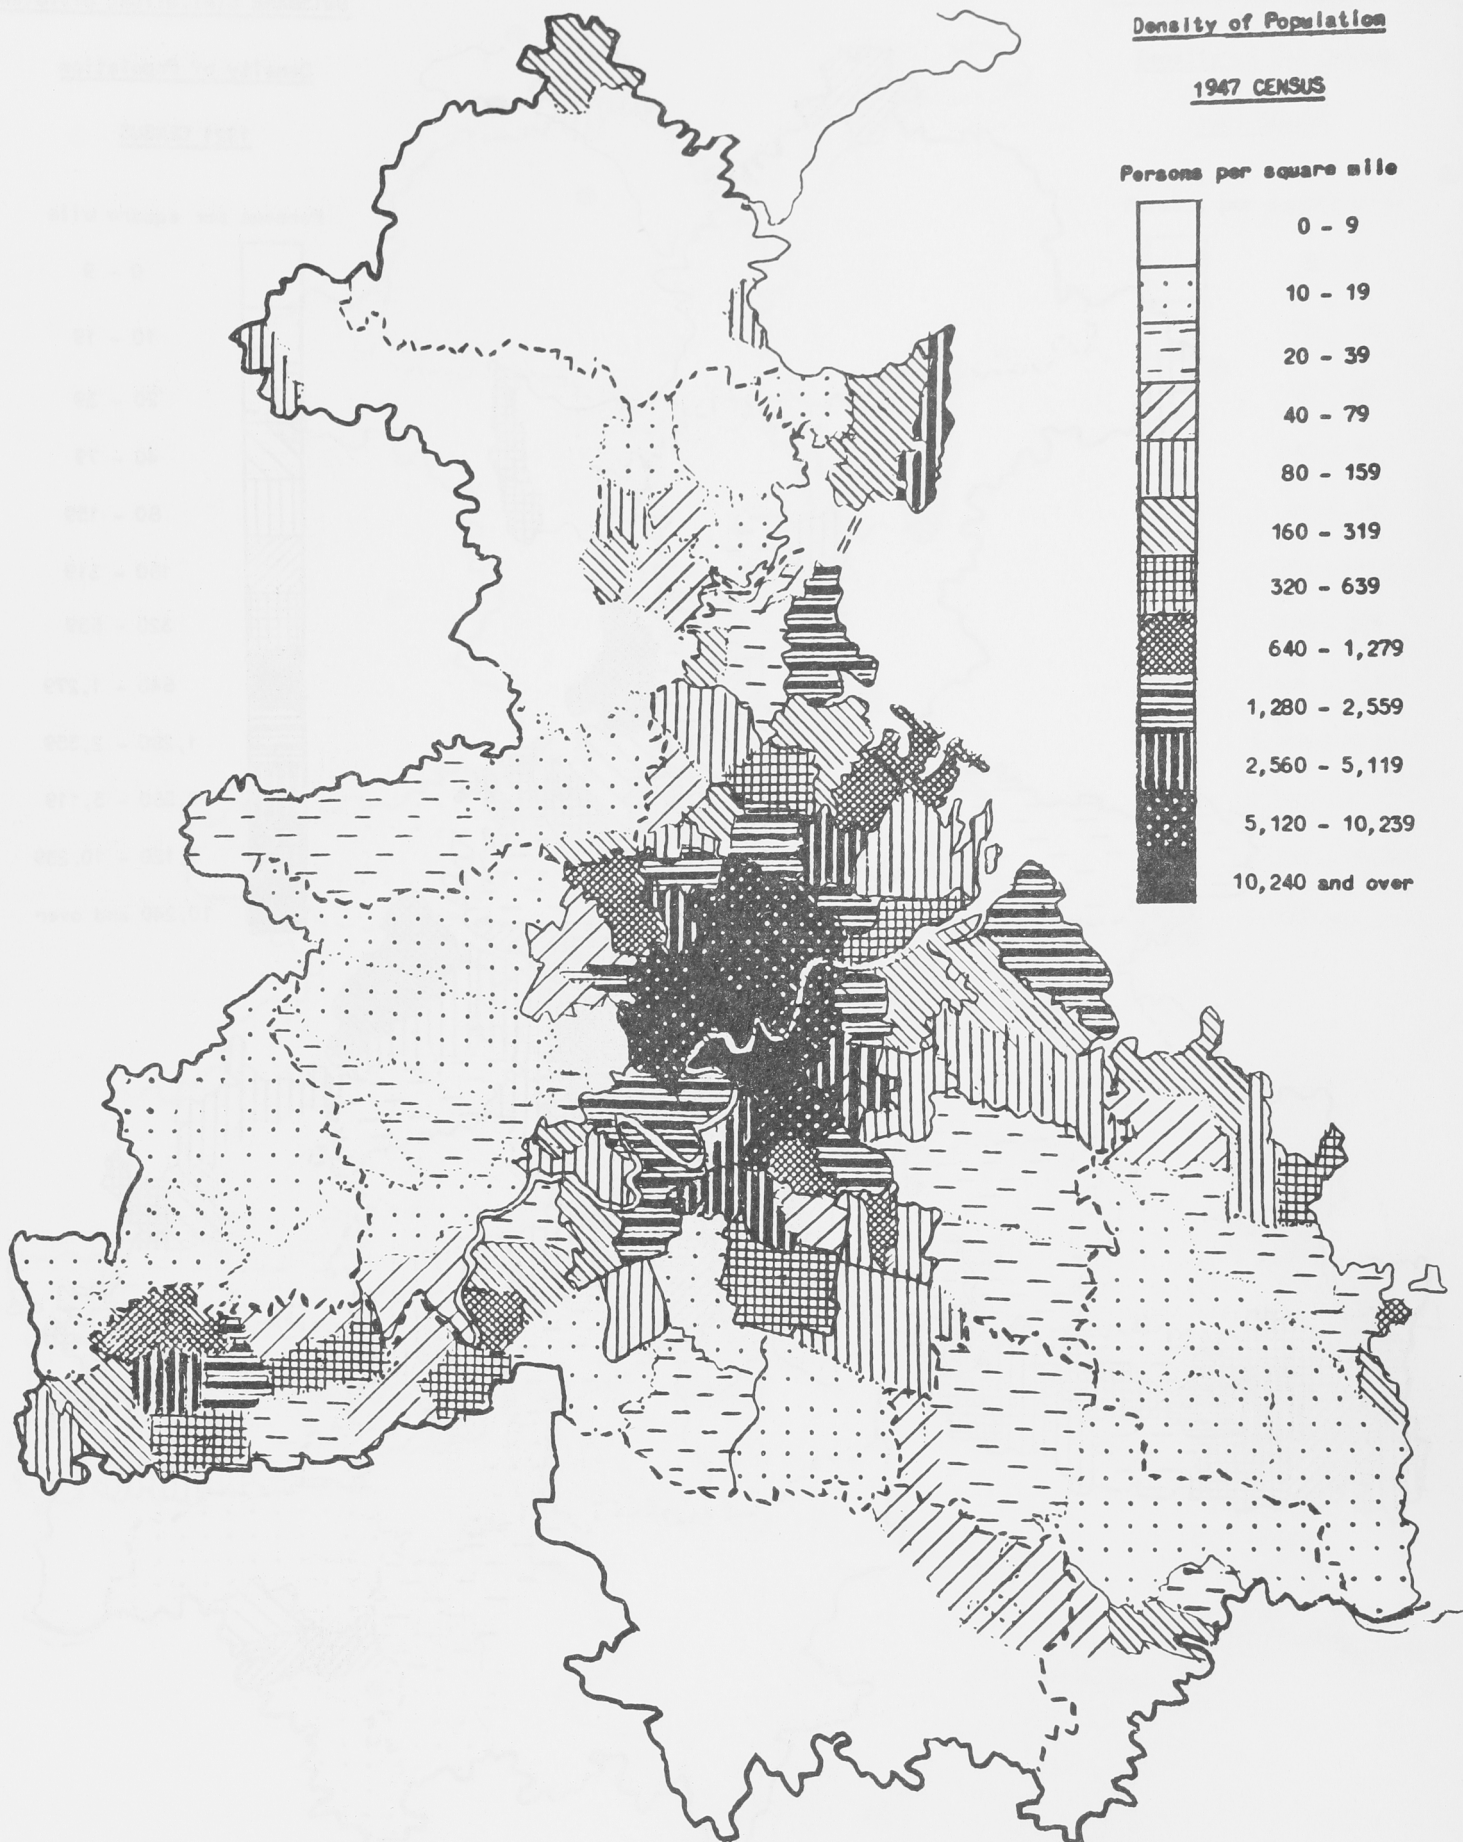 Density of Population
1947 CENSUS
Persons per square mile
0 - 9
10 - 19
20 - 39
40 - 79
80 - 159
160 - 319
320 - 639
640 - 1,279
1,280 - 2,559
2,560 - 5,119
5,120 - 10,239
10,240 and over